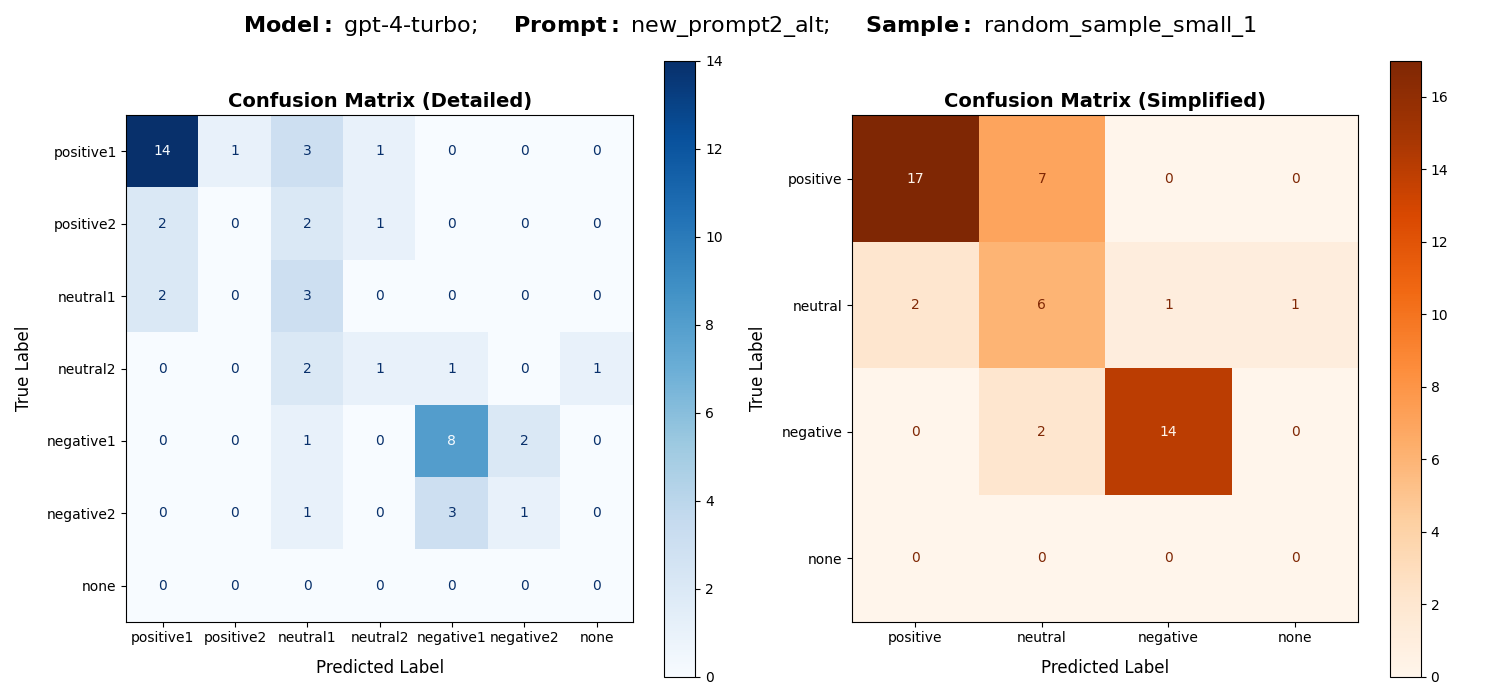 Model: gpt-4-turbo; Prompt: new_prompt2_alt; Sample: random_sample_small_1
Confusion Matrix (Detailed)
True Label
positive1 14 1 3 1 0 0 0
positive2 2 0 2 1 0 0 0
neutral1 2 0 3 0 0 0 0
neutral2 0 0 2 1 1 0 1
negative1 0 0 1 0 8 2 0
negative2 0 0 1 0 3 1 0
none 0 0 0 0 0 0 0
positive1 positive2 neutral1 neutral2 negative1 negative2 none
Predicted Label
14
12
10
8
6
4
2
0
Confusion Matrix (Simplified)
True Label
positive 17 7 0 0
neutral 2 6 1 1
negative 0 2 14 0
none 0 0 0 0
positive neutral negative none
Predicted Label
16
14
12
10
8
6
4
2
0